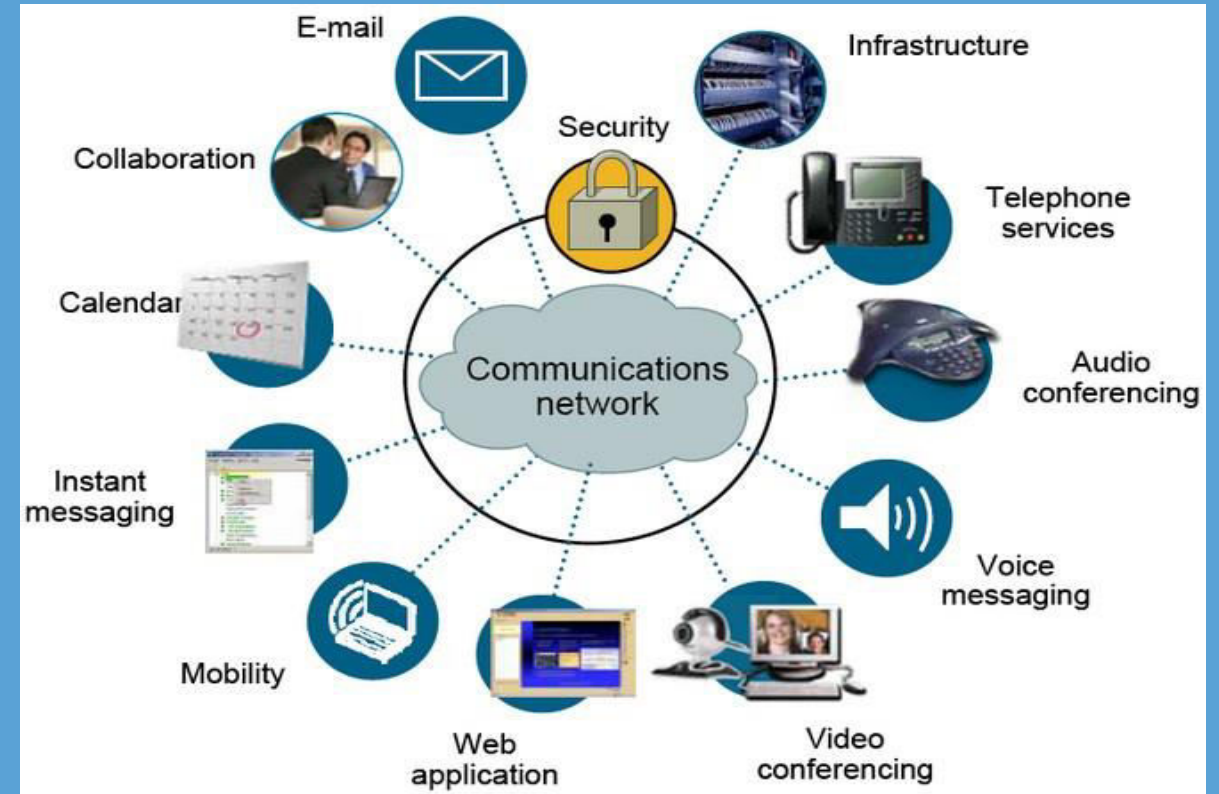 E-mail
Infrastructure
Security
Collaboration
Telephone
services
Calendar
Communications
network
Audio
conferencing
Instant
messaging
Voice
messaging
Mobility
Web
application
Video
conferencing